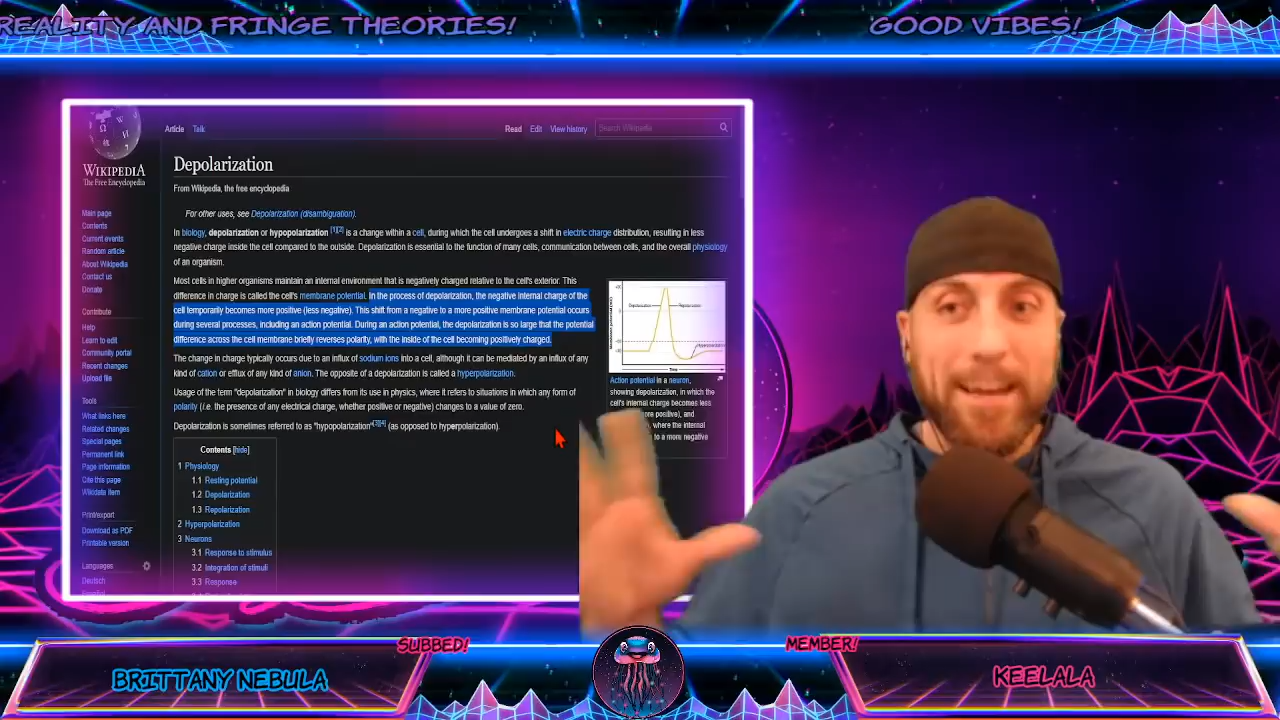 REALITY AND FRINGE THEORIES!
GOOD VIBES!
WIKIPEDIA
The Free Encyclopedia
Main page
Contents
Current events
Random article
About Wikipedia
Contact us
Donate
Contribute
Help
Learn to edit
Community portal
Recent changes
Upload file
Tools
What links here
Related changes
Special pages
Permanent link
Page information
Cite this page
Wikidata item
Print/export
Download as PDF
Printable version
Languages
Deutsch
Article Talk
Read Edit View history
Search Wikipedia
Depolarization
From Wikipedia, the free encyclopedia
For other uses, see Depolarization (disambiguation).
In biology, depolarization or hypopolarization [1][2] is a change within a cell, during which the cell undergoes a shift in electric charge distribution, resulting in less
negative charge inside the cell compared to the outside. Depolarization is essential to the function of many cells, communication between cells, and the overall physiology
of an organism.
Most cells in higher organisms maintain an internal environment that is negatively charged relative to the cell's exterior. This
difference in charge is called the cell's membrane potential. In the process of depolarization, the negative internal charge of the
cell temporarily becomes more positive (less negative). This shift from a negative to a more positive membrane potential occurs
during several processes, including an action potential. During an action potential, the depolarization is so large that the potential
difference across the cell membrane briefly reverses polarity, with the inside of the cell becoming positively charged.
The change in charge typically occurs due to an influx of sodium ions into a cell, although it can be mediated by an influx of any
kind of cation or efflux of any kind of anion. The opposite of a depolarization is called a hyperpolarization.
Usage of the term "depolarization" in biology differs from its use in physics, where it refers to situations in which any form of
polarity (i.e. the presence of any electrical charge, whether positive or negative) changes to a value of zero.
Depolarization is sometimes referred to as "hypopolarization"[3][4] (as opposed to hyperpolarization).
Action potential in a neuron,
showing depolarization, in which the
cell's internal charge becomes less
more positive), and
where the internal
to a more negative
Contents [hide]
1 Physiology
1.1 Resting potential
1.2 Depolarization
1.3 Repolarization
2 Hyperpolarization
3 Neurons
3.1 Response to stimulus
3.2 Integration of stimuli
3.3 Response
SUBBED!
BRITTANY NEBULA
MEMBER!
KEELALA